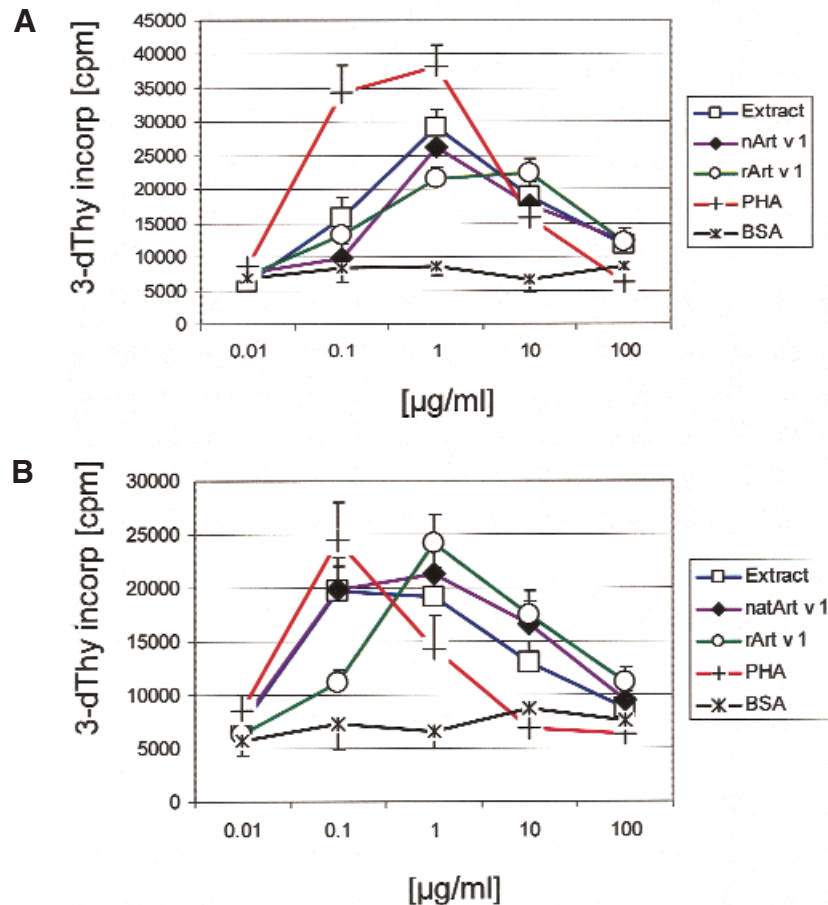 A
3-dThy incorp [cpm]
45000
40000
35000
30000
25000
20000
15000
10000
5000
0
0.01 0.1 1 10 100
[µg/ml]
Extract
nArt v 1
rArt v 1
PHA
BSA
B
3-dThy incorp [cpm]
30000
25000
20000
15000
10000
5000
0
0.01 0.1 1 10 100
[µg/ml]
Extract
natArt v 1
rArt v 1
PHA
BSA